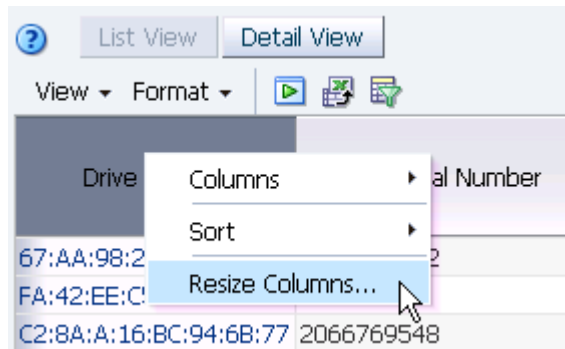 ?
List View Detail View
View Format
Drive al Number
Columns
Sort
67:AA:98:2 2
Resize Columns...
FA:42:EE:C
C2:8A:A:16:BC:94:6B:77 2066769548